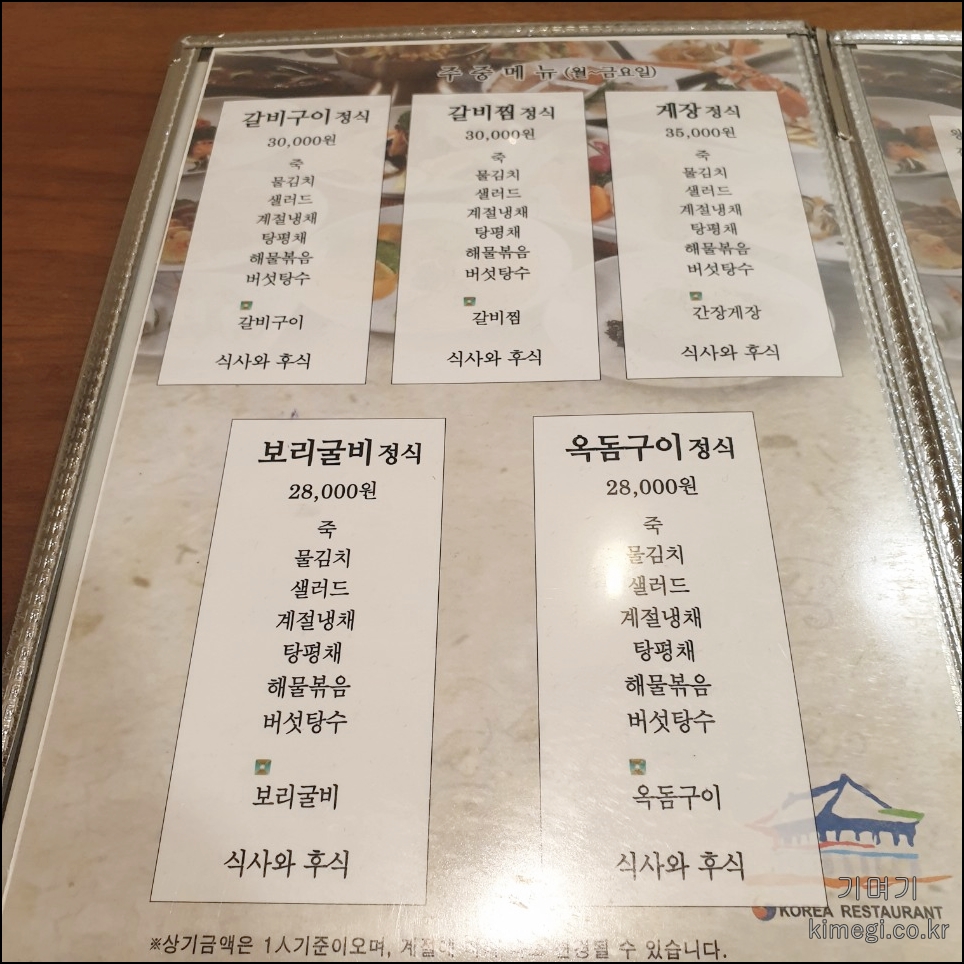 주중메뉴(월~금요일)
갈비구이정식
30,000원
죽
물김치
샐러드
계절냉채
탕평채
해물볶음
버섯탕수
갈비구이
식사와 후식
갈비찜정식
30,000원
죽
물김치
샐러드
계절냉채
탕평채
해물볶음
버섯탕수
갈비찜
식사와 후식
게장정식
35,000원
죽
물김치
샐러드
계절냉채
탕평채
해물볶음
버섯탕수
간장게장
식사와 후식
보리굴비정식
28,000원
죽
물김치
샐러드
계절냉채
탕평채
해물볶음
버섯탕수
보리굴비
식사와 후식
옥돔구이정식
28,000원
죽
물김치
샐러드
계절냉채
탕평채
해물볶음
버섯탕수
옥돔구이
식사와 후식
KOREA RESTAURANT
기며기
kimegi.co.kr
※상기금액은 1人기준이오며, 수 있습니다.